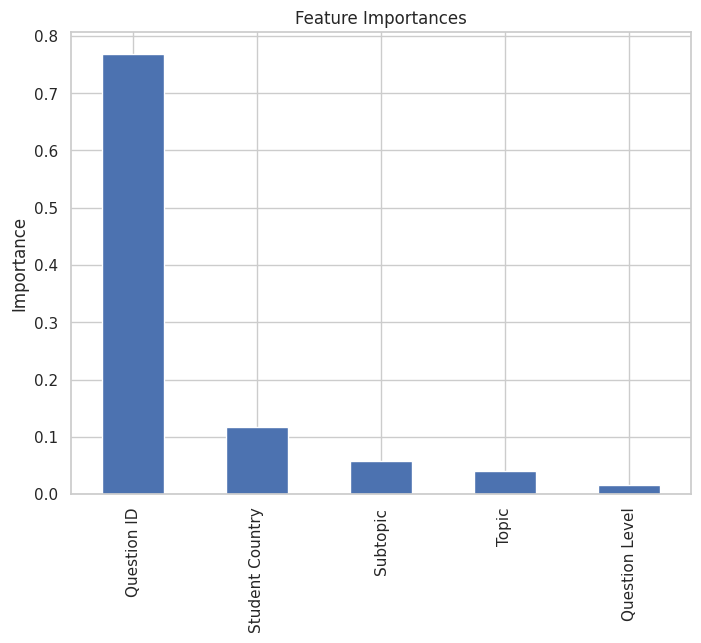 Feature Importances
Importance
0.8
0.7
0.6
0.5
0.4
0.3
0.2
0.1
0.0
Question ID
Student Country
Subtopic
Topic
Question Level